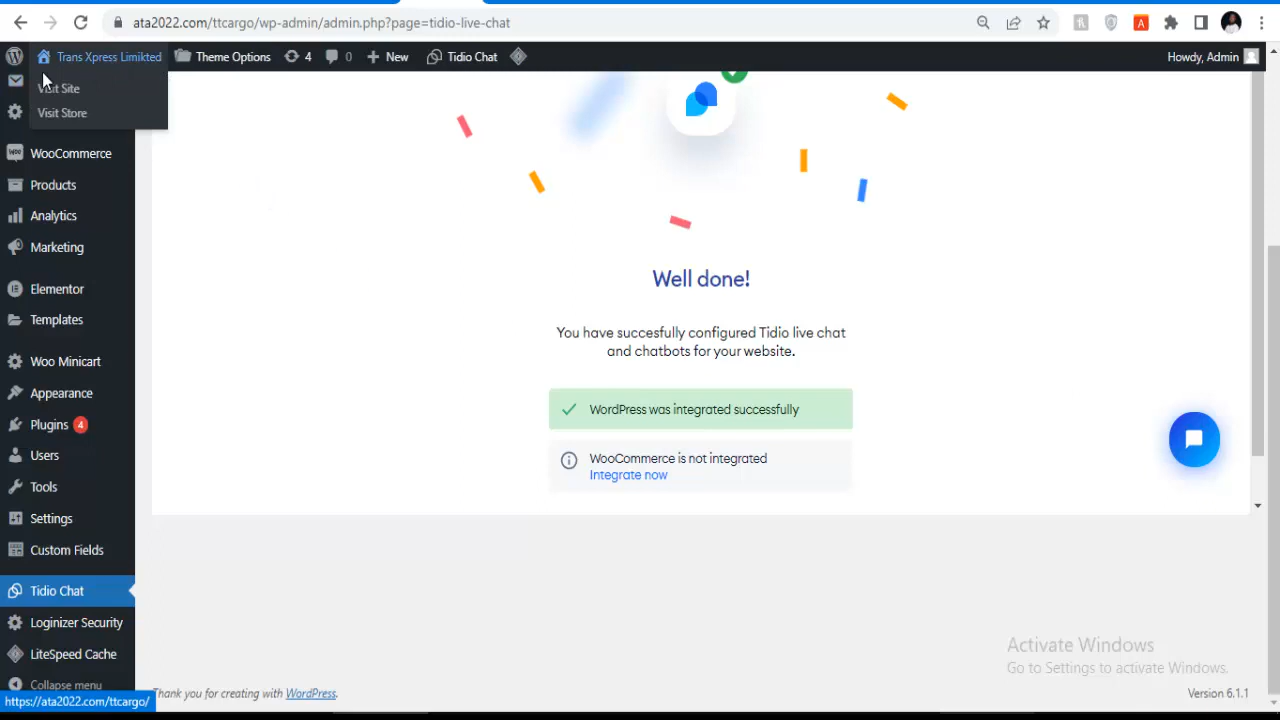 ata2022.com/ttcargo/wp-admin/admin.php?page=tidio-live-chat
Trans Xpress Limikted
Theme Options
4
0
New
Tidio Chat
Howdy, Admin
Visit Site
Visit Store
WooCommerce
Products
Analytics
Marketing
Elementor
Templates
Woo Minicart
Appearance
Plugins 4
Users
Tools
Settings
Custom Fields
Tidio Chat
Loginizer Security
LiteSpeed Cache
Collapse menu
Well done!
You have succesfully configured Tidio live chat
and chatbots for your website.
WordPress was integrated successfully
WooCommerce is not integrated
Integrate now
Activate Windows
Go to Settings to activate Windows.
https://ata2022.com/ttcargo/
Thank you for creating with WordPress.
Version 6.1.1